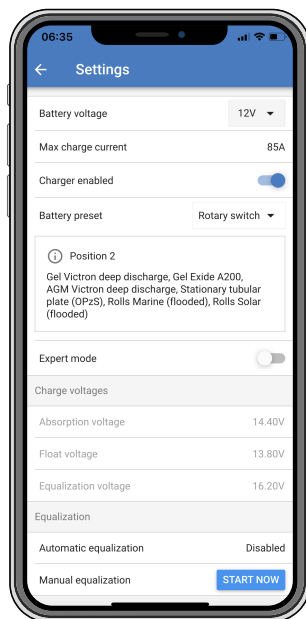 06:35
Settings
Battery voltage 12V
Max charge current 85A
Charger enabled
Battery preset Rotary switch
Position 2
Gel Victron deep discharge, Gel Exide A200,
AGM Victron deep discharge, Stationary tubular
plate (OPzS), Rolls Marine (flooded), Rolls Solar
(flooded)
Expert mode
Charge voltages
Absorption voltage 14.40V
Float voltage 13.80V
Equalization voltage 16.20V
Equalization
Automatic equalization Disabled
Manual equalization START NOW